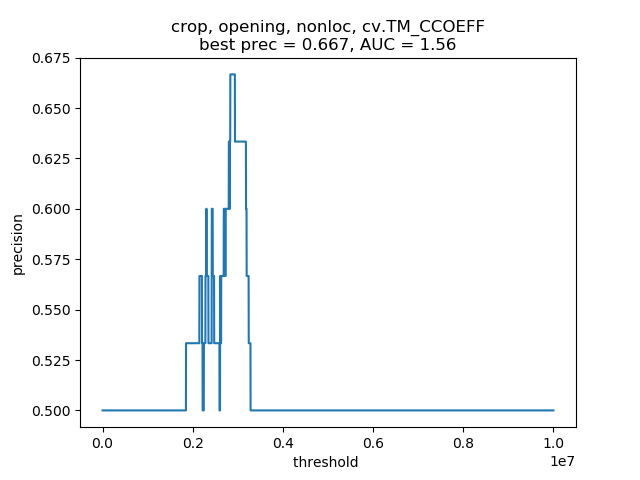 crop, opening, nonloc, cv.TM_CCOEFF
best prec = 0.667, AUC = 1.56
0.675
0.650
0.625
0.600
0.575
0.550
0.525
0.500
precision
0.0 0.2 0.4 0.6 0.8 1.0
1e7
threshold